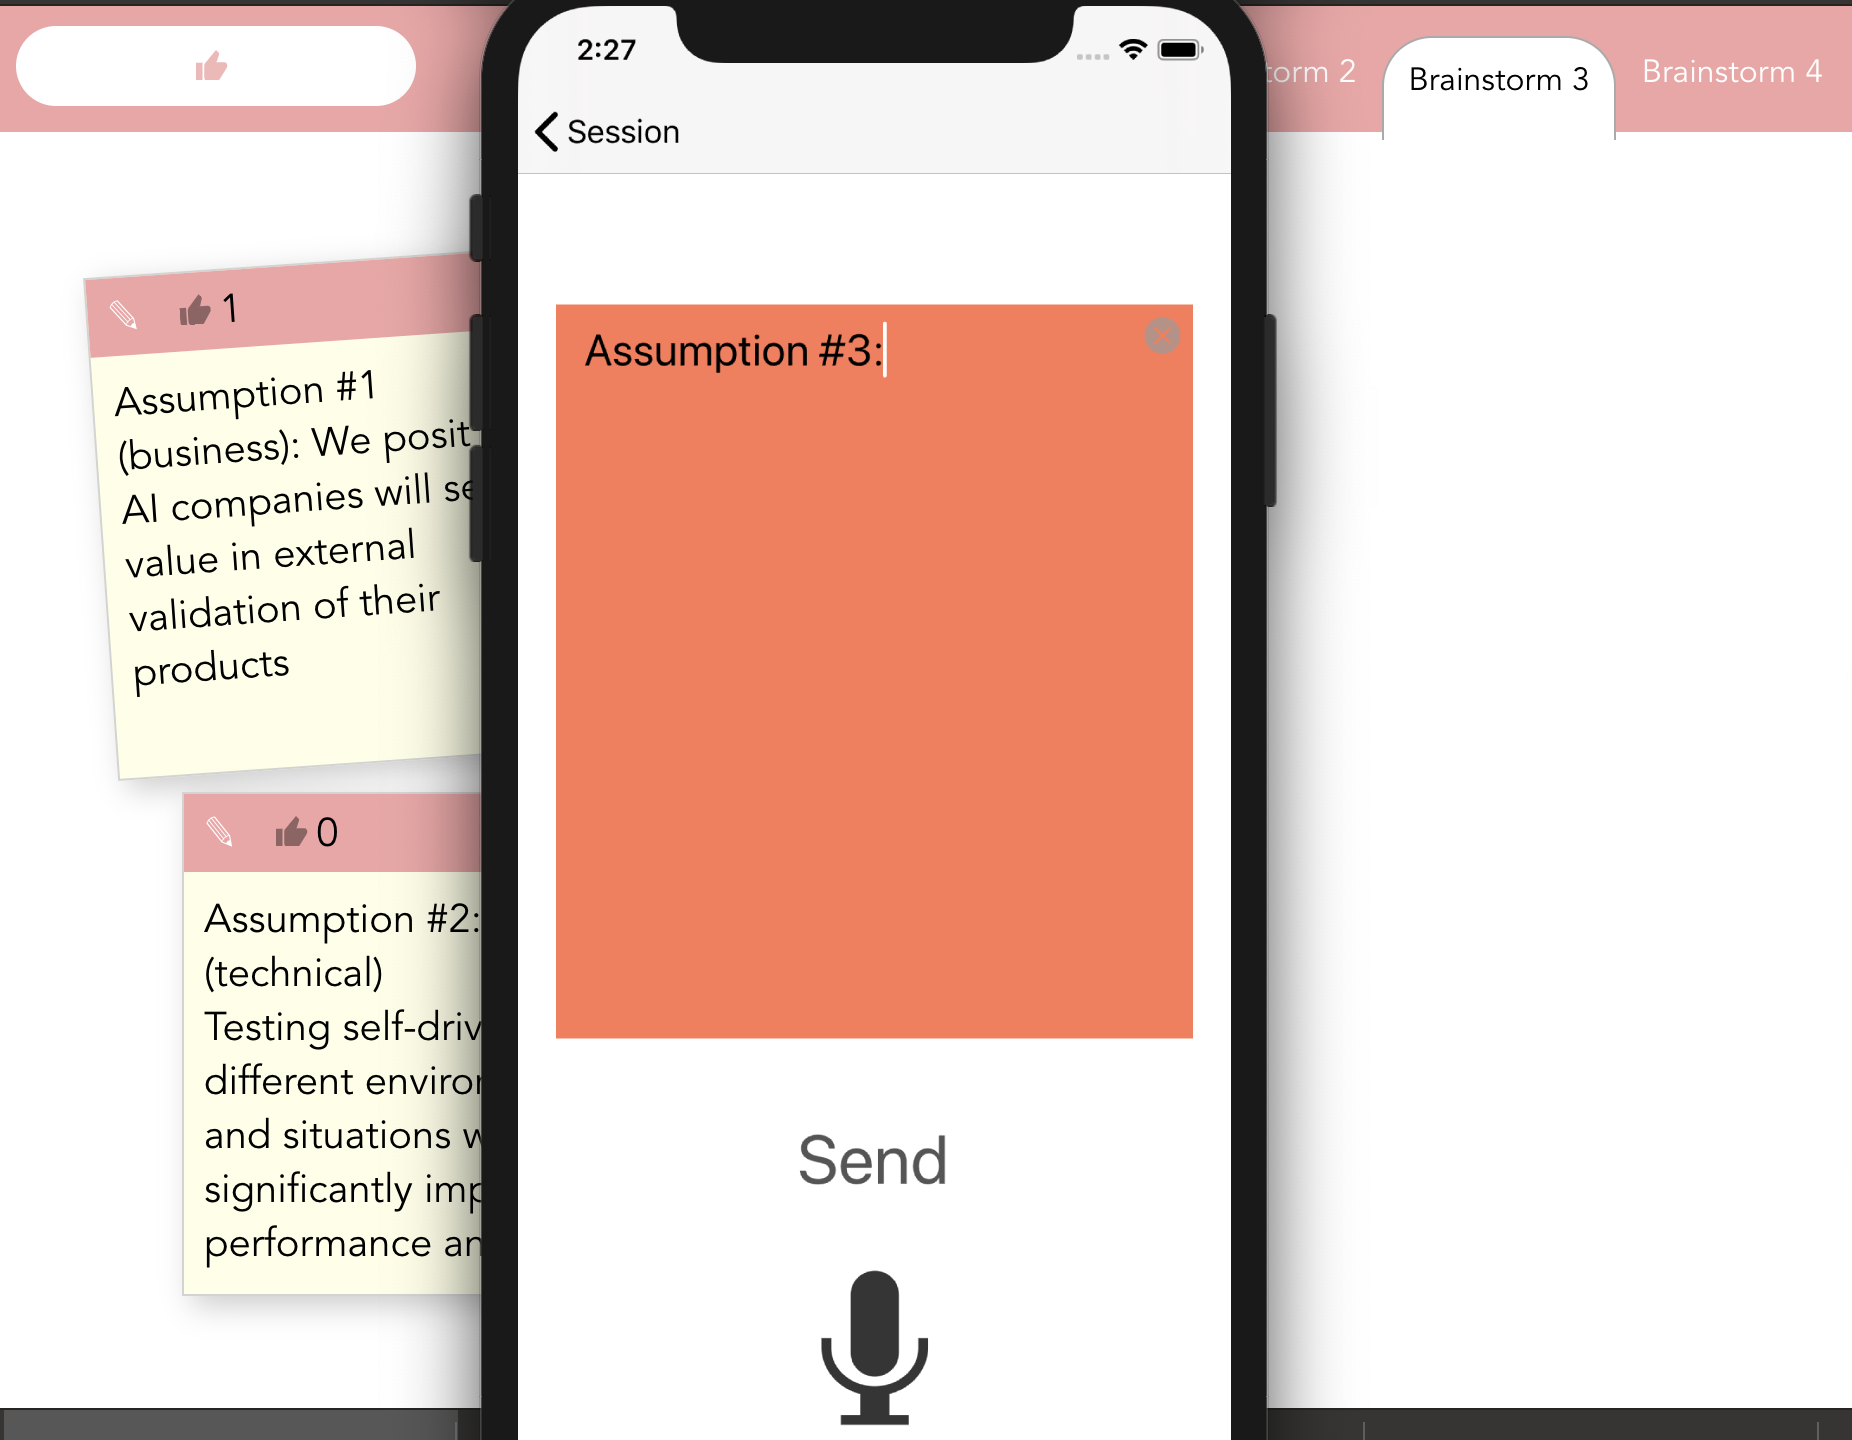 2:27
Session
torm 2
Brainstorm 3
Brainstorm 4
1
Assumption #1
(business): We posit
AI companies will se
value in external
validation of their
products
0
Assumption #2:
(technical)
Testing self-driv
different enviro
and situations w
significantly imp
performance an
Assumption #3:
Send